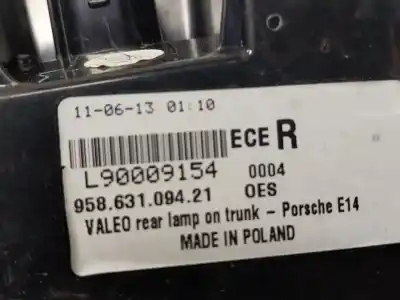 11-06-13 01:10
ECE R
L90009154 0004
958.631.094.21 OES
VALEO rear lamp on trunk - Porsche E14
MADE IN POLAND